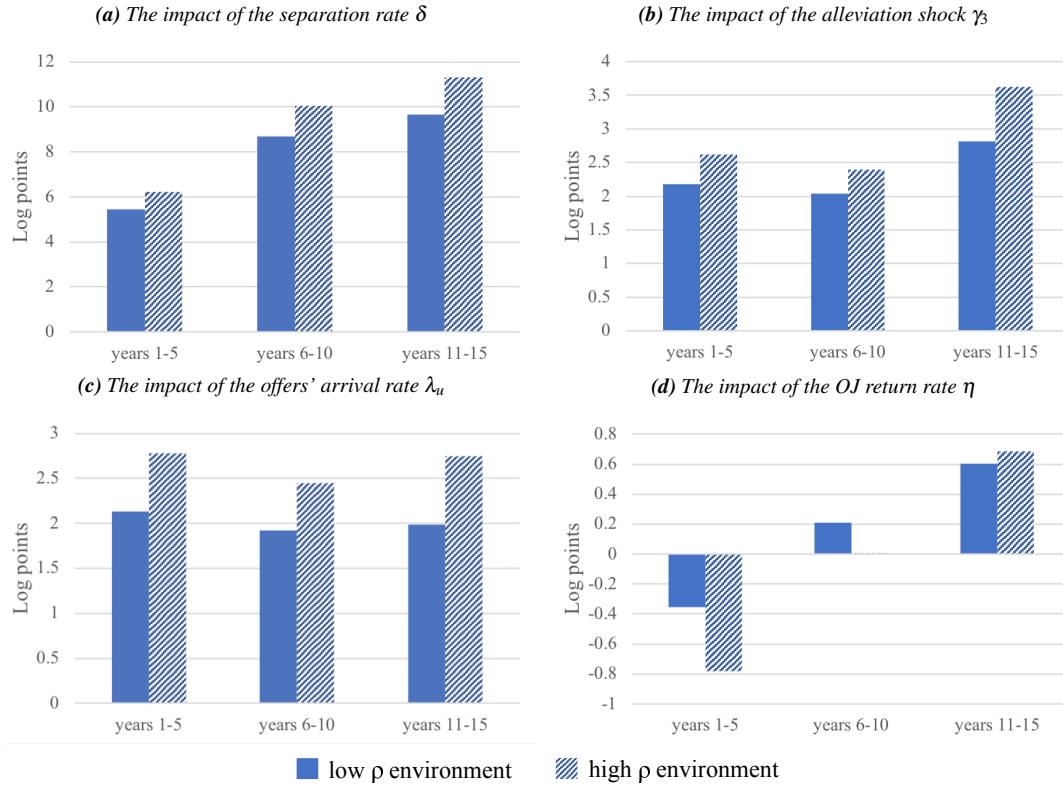 (a) The impact of the separation rate δ
(b) The impact of the alleviation shock γ3
12
10
8
6
4
2
0
Log points
years 1-5
years 6-10
years 11-15
4
3.5
3
2.5
2
1.5
1
0.5
0
Log points
years 1-5
years 6-10
years 11-15
(c) The impact of the offers' arrival rate λu
(d) The impact of the OJ return rate η
3
2.5
2
1.5
1
0.5
0
Log points
years 1-5
years 6-10
years 11-15
0.8
0.6
0.4
0.2
0
-0.2
-0.4
-0.6
-0.8
-1
Log points
years 1-5
years 6-10
years 11-15
low ρ environment
high ρ environment